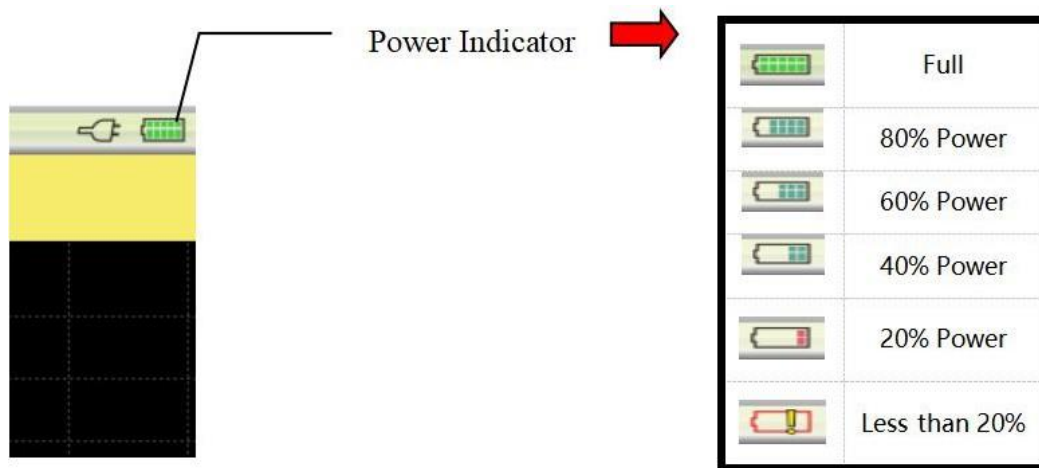 Power Indicator
Full
80% Power
60% Power
40% Power
20% Power
Less than 20%